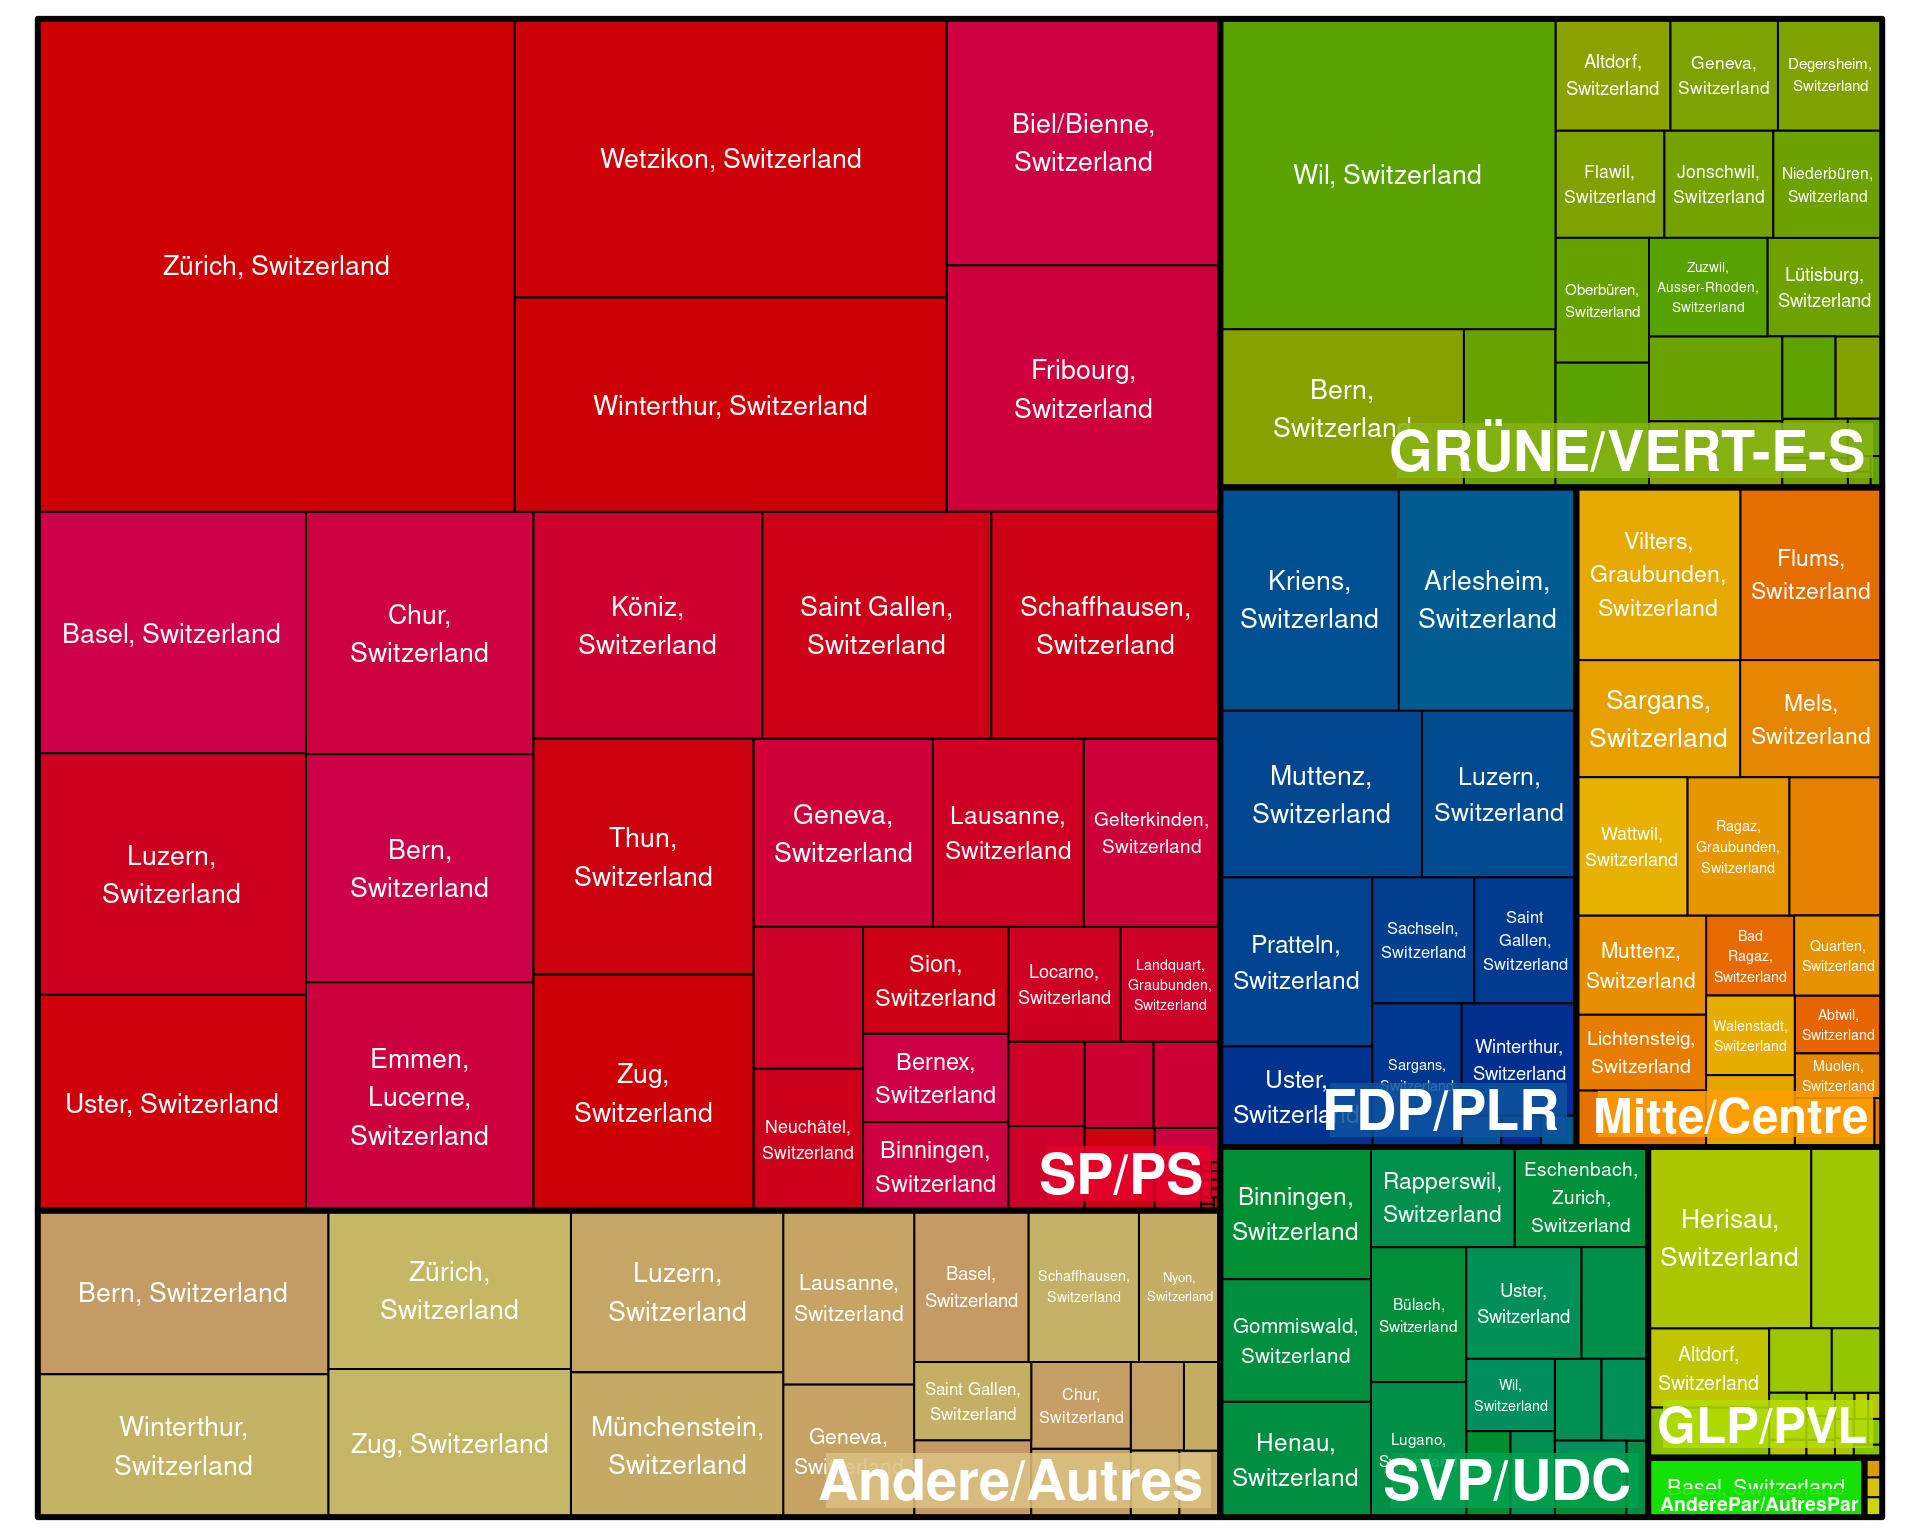 Zürich, Switzerland
Wetzikon, Switzerland
Winterthur, Switzerland
Biel/Bienne,
Switzerland
Fribourg,
Switzerland
Basel, Switzerland
Chur,
Switzerland
Köniz,
Switzerland
Saint Gallen,
Switzerland
Schaffhausen,
Switzerland
Luzern,
Switzerland
Bern,
Switzerland
Thun,
Switzerland
Geneva,
Switzerland
Lausanne,
Switzerland
Gelterkinden,
Switzerland
Uster, Switzerland
Emmen,
Lucerne,
Switzerland
Zug,
Switzerland
Sion,
Switzerland
Locarno,
Switzerland
Landquart,
Graubunden,
Switzerland
Bernex,
Switzerland
Neuchâtel,
Switzerland
Binningen,
Switzerland
SP/PS
Wil, Switzerland
Altdorf,
Switzerland
Geneva,
Switzerland
Degersheim,
Switzerland
Flawil,
Switzerland
Jonschwil,
Switzerland
Niederbüren,
Switzerland
Oberbüren,
Switzerland
Zuzwil,
Ausser-Rhoden,
Switzerland
Lütisburg,
Switzerland
Bern,
Switzerland
GRÜNE/VERT-E-S
Kriens,
Switzerland
Arlesheim,
Switzerland
Muttenz,
Switzerland
Luzern,
Switzerland
Pratteln,
Switzerland
Sachseln,
Switzerland
Saint
Gallen,
Switzerland
Uster,
Switzerland
Sargans,
Switzerland
Winterthur,
Switzerland
FDP/PLR
Vilters,
Graubunden,
Switzerland
Flums,
Switzerland
Sargans,
Switzerland
Mels,
Switzerland
Wattwil,
Switzerland
Ragaz,
Graubunden,
Switzerland
Muttenz,
Switzerland
Bad
Ragaz,
Switzerland
Quarten,
Switzerland
Lichtensteig,
Switzerland
Walenstadt,
Switzerland
Abtwil,
Switzerland
Muolen,
Switzerland
Mitte/Centre
Bern, Switzerland
Zürich,
Switzerland
Luzern,
Switzerland
Lausanne,
Switzerland
Basel,
Switzerland
Schaffhausen,
Switzerland
Nyon,
Switzerland
Winterthur,
Switzerland
Zug, Switzerland
Münchenstein,
Switzerland
Geneva,
Switzerland
Saint Gallen,
Switzerland
Chur,
Switzerland
Andere/Autres
Binningen,
Switzerland
Rapperswil,
Switzerland
Eschenbach,
Zurich,
Switzerland
Gommiswald,
Switzerland
Bülach,
Switzerland
Uster,
Switzerland
Henau,
Switzerland
Lugano,
Wil,
Switzerland
SVP/UDC
Herisau,
Switzerland
Altdorf,
Switzerland
GLP/PVL
Basel, Switzerland
AnderePar/AutresPar